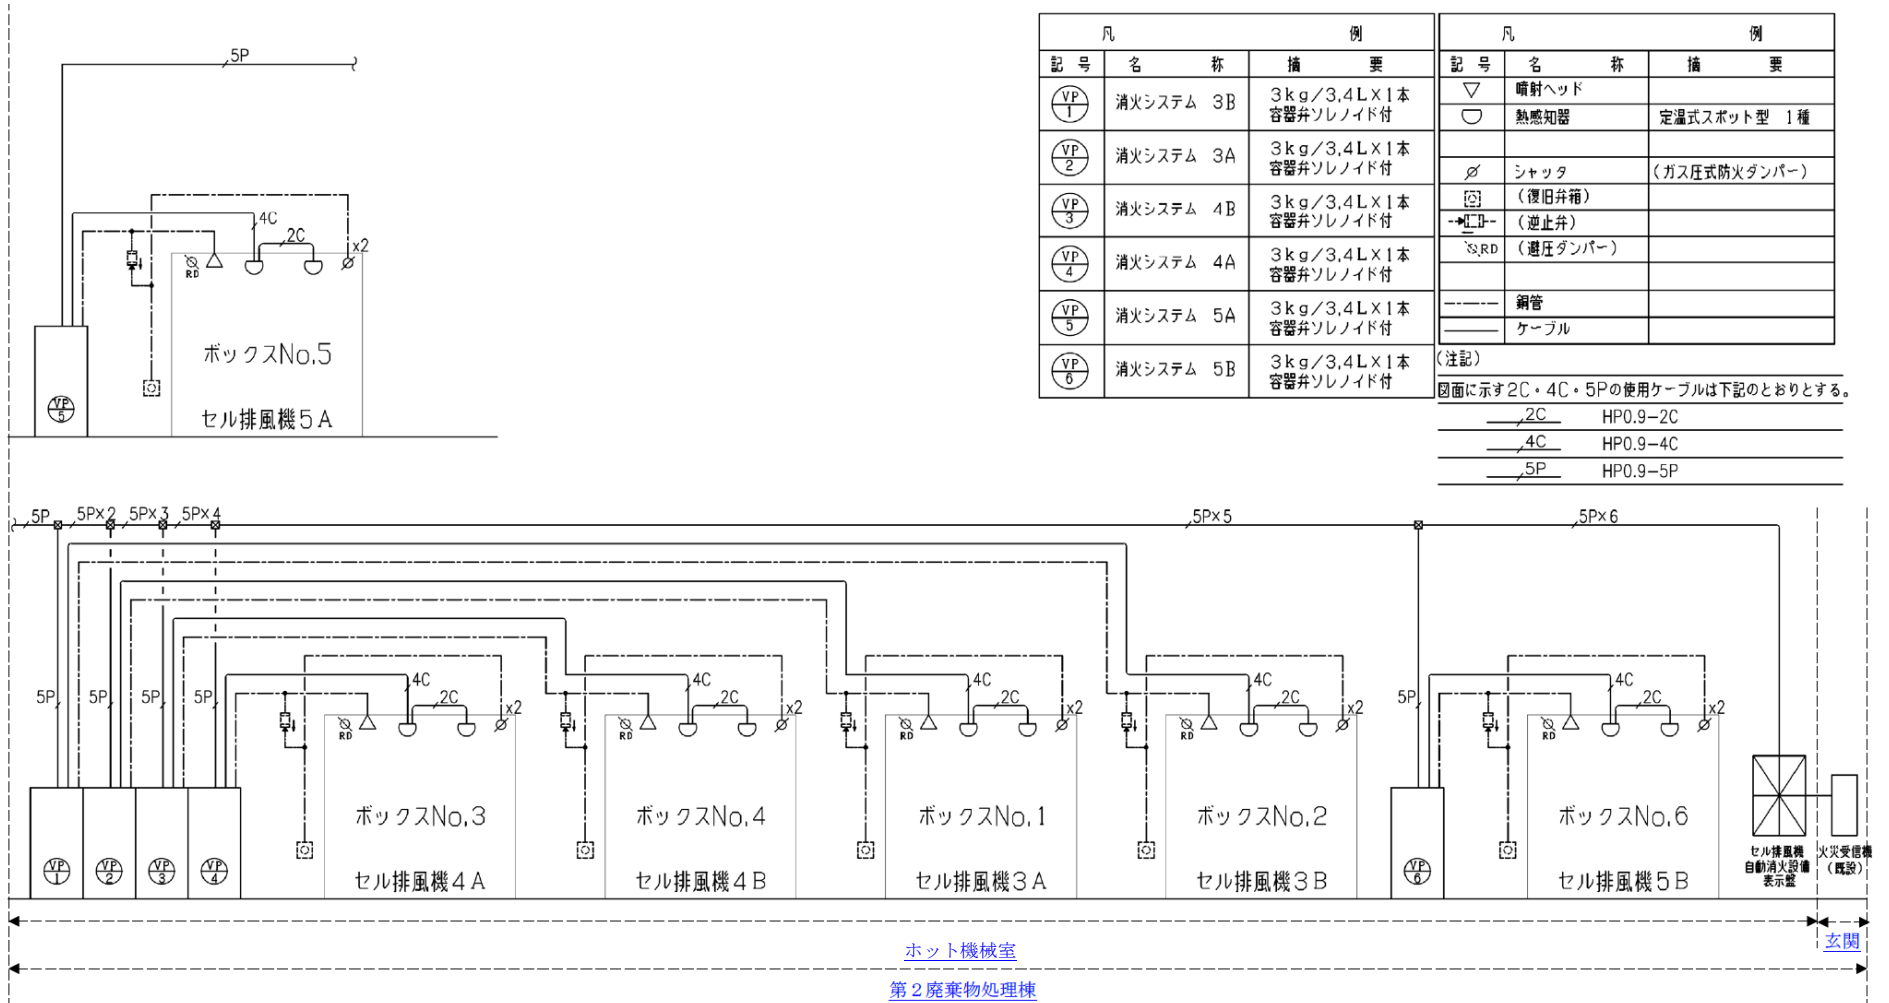 5P
4C
2C
x2
RD
ボックスNo.5
セル排風機5A
VP
5
凡 例
記号 名 称 摘 要
VP
1
消火システム 3B
3kg/3,4L×1本
容器弁ソレノイド付
VP
2
消火システム 3A
3kg/3,4L×1本
容器弁ソレノイド付
VP
3
消火システム 4B
3kg/3,4L×1本
容器弁ソレノイド付
VP
4
消火システム 4A
3kg/3,4L×1本
容器弁ソレノイド付
VP
5
消火システム 5A
3kg/3,4L×1本
容器弁ソレノイド付
VP
6
消火システム 5B
3kg/3,4L×1本
容器弁ソレノイド付
凡 例
記号 名 称 摘 要
噴射ヘッド
熱感知器 定温式スポット型 1種
シャッタ (ガス圧式防火ダンパー)
(復旧弁箱)
(逆止弁)
RD (避圧ダンパー)
銅管
ケーブル
(注記)
図面に示す2C・4C・5Pの使用ケーブルは下記のとおりとする。
2C HP0.9-2C
4C HP0.9-4C
5P HP0.9-5P
5P 5P×2 5P×3 5P×4 5P×5 5P×6
5P 5P 5P 5P 5P
4C 2C x2 RD
4C 2C x2 RD
4C 2C x2 RD
4C 2C x2 RD
4C 2C x2 RD
ボックスNo.3 ボックスNo.4 ボックスNo.1 ボックスNo.2 ボックスNo.6
VP
1
VP
2
VP
3
VP
4
VP
6
セル排風機4A セル排風機4B セル排風機3A セル排風機3B セル排風機5B
セル排風機
自動消火設備
表示盤
火災受信機
(既設)
ホット機械室
玄関
第2廃棄物処理棟